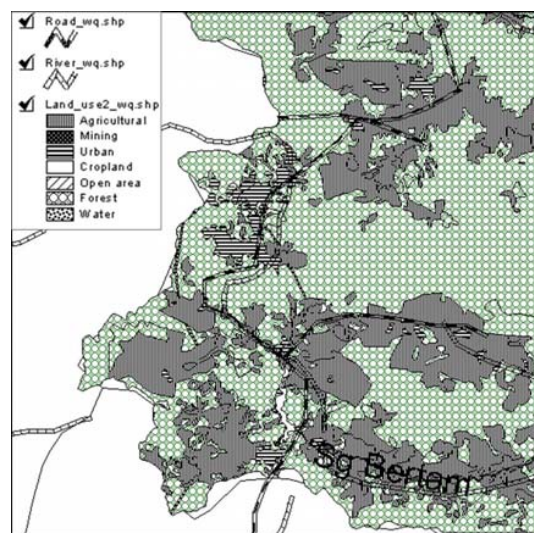 Road_wq.shp
River_wq.shp
Land_use2_wq.shp
Agricultural
Mining
Urban
Cropland
Open area
Forest
Water
Sg Bertam